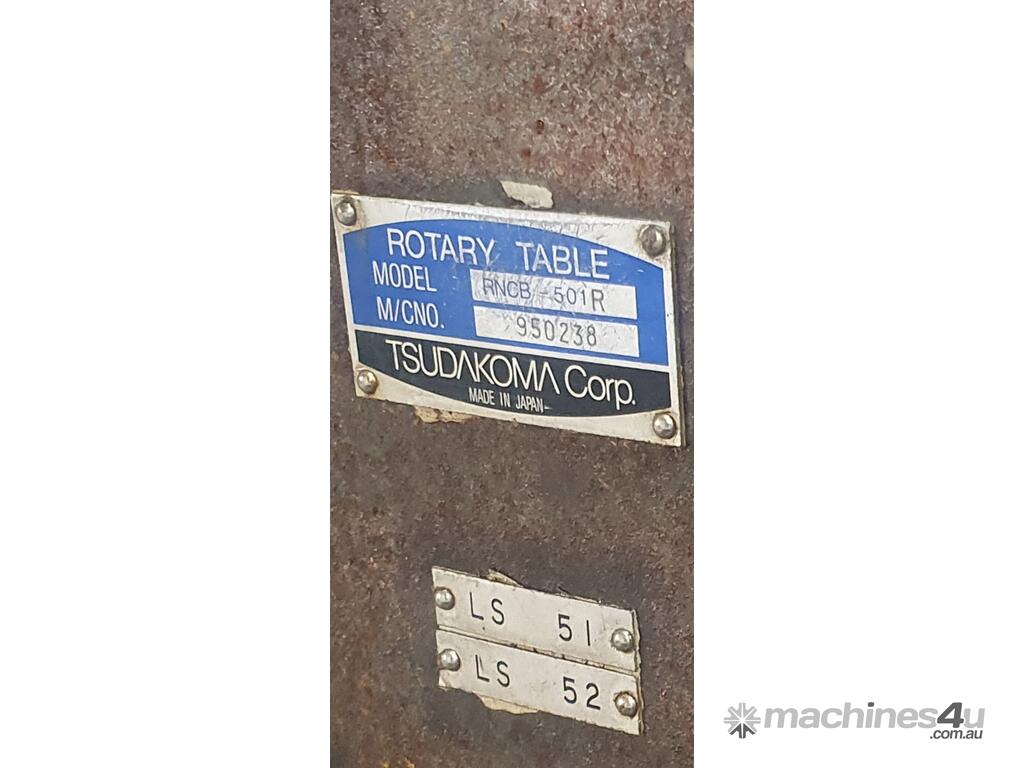 ROTARY TABLE
MODEL RNCB-501R
M/CNO. 950238
TSUDAKOMA Corp.
MADE IN JAPAN
LS 51
LS 52
machines4u
.com.au